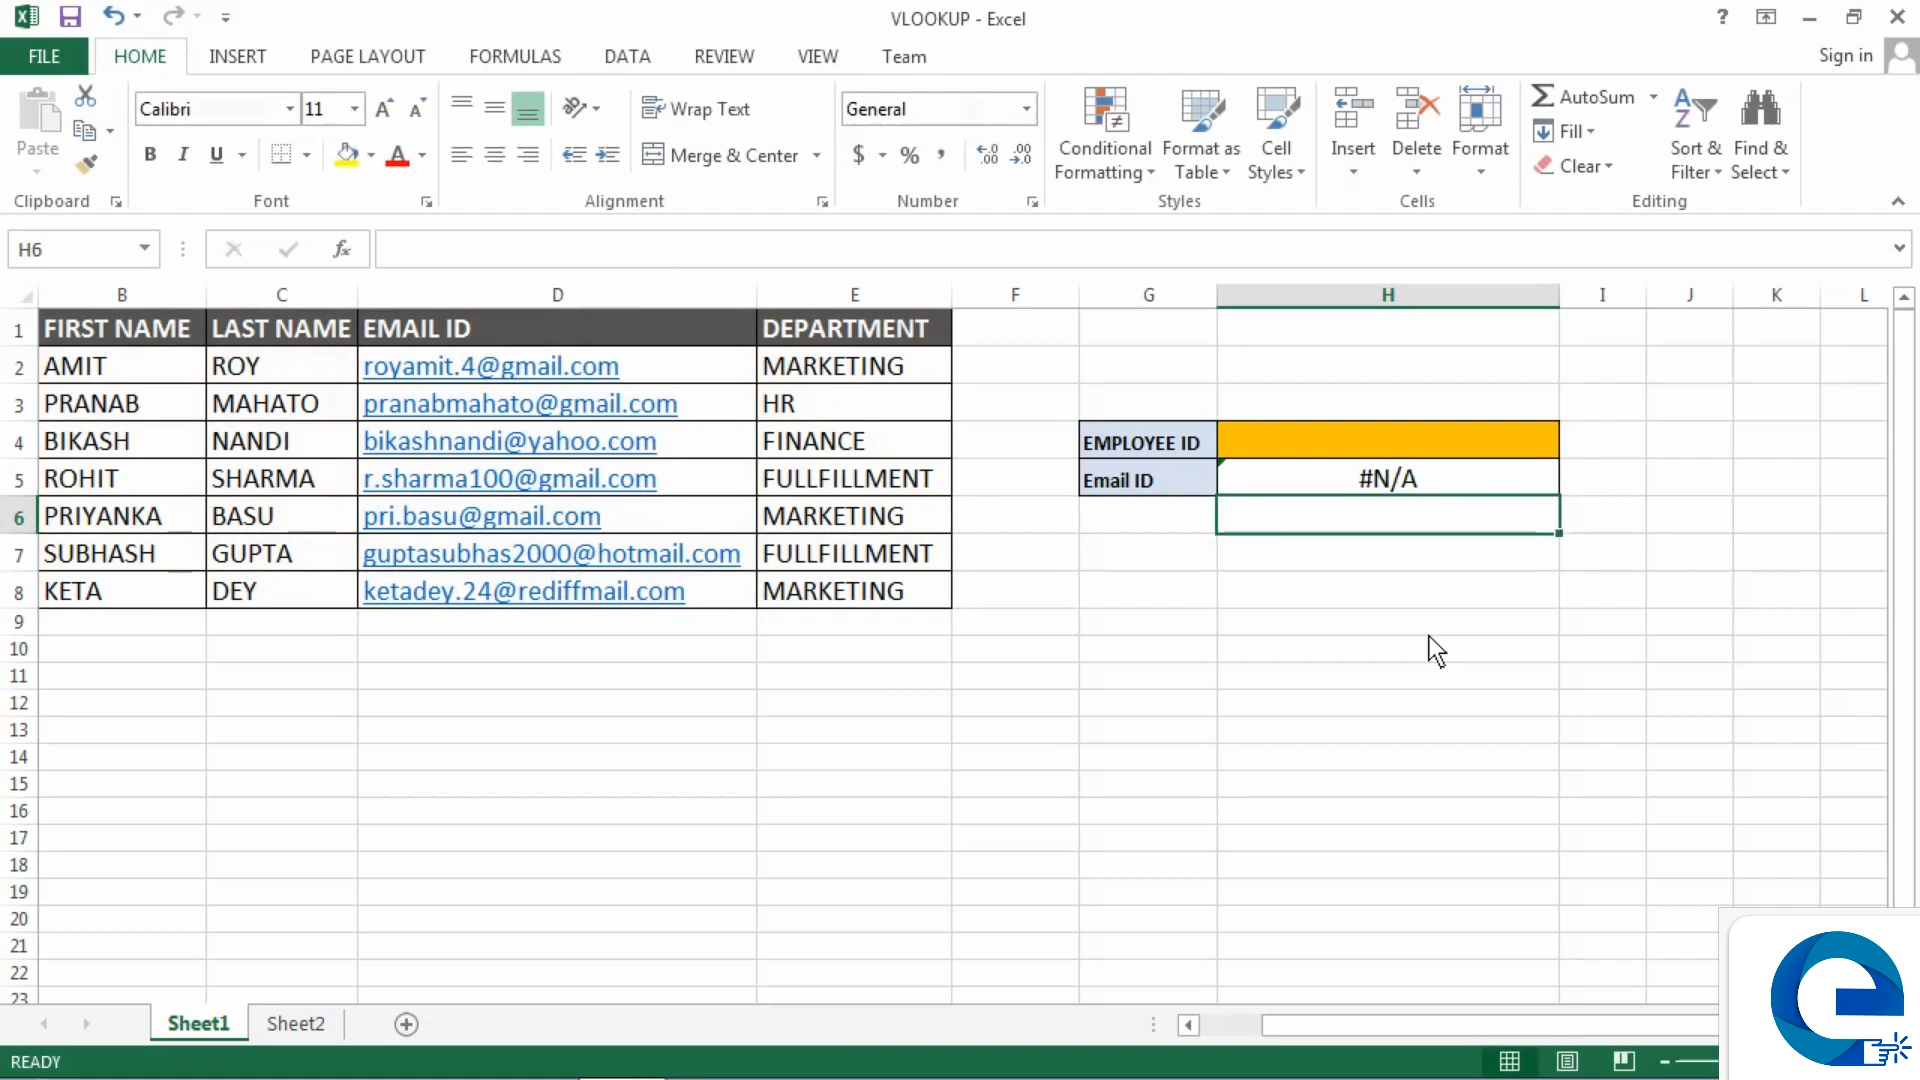 VLOOKUP - Excel
?
FILE HOME INSERT PAGE LAYOUT FORMULAS DATA REVIEW VIEW Team Sign in
Paste
Clipboard
Calibri 11
B I U
Font
Wrap Text
Merge & Center
Alignment
General
$ % ,
Number
Conditional Formatting
Format as Table
Cell Styles
Styles
Insert Delete Format
Cells
AutoSum
Fill
Clear
Sort & Filter
Find & Select
Editing
H6 fx
B C D E F G H I J K L
1 FIRST NAME LAST NAME EMAIL ID DEPARTMENT
2 AMIT ROY royamit.4@gmail.com MARKETING
3 PRANAB MAHATO pranabmahato@gmail.com HR
4 BIKASH NANDI bikashnandi@yahoo.com FINANCE EMPLOYEE ID
5 ROHIT SHARMA r.sharma100@gmail.com FULLFILLMENT Email ID #N/A
6 PRIYANKA BASU pri.basu@gmail.com MARKETING
7 SUBHASH GUPTA guptasubhas2000@hotmail.com FULLFILLMENT
8 KETA DEY ketadey.24@rediffmail.com MARKETING
9
10
11
12
13
14
15
16
17
18
19
20
21
22
23
Sheet1 Sheet2
READY